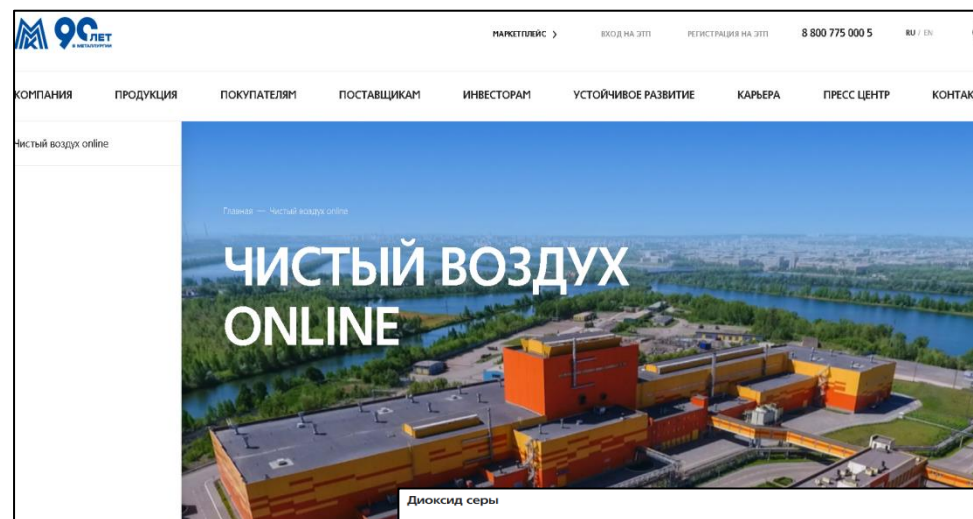 ММК 90 ЛЕТ
В МЕТАЛЛУРГИИ
МАРКЕТПЛЕЙС > ВХОД НА ЭТП РЕГИСТРАЦИЯ НА ЭТП 8 800 775 000 5 RU / EN
КОМПАНИЯ ПРОДУКЦИЯ ПОКУПАТЕЛЯМ ПОСТАВЩИКАМ ИНВЕСТОРАМ УСТОЙЧИВОЕ РАЗВИТИЕ КАРЬЕРА ПРЕСС ЦЕНТР КОНТАК
Чистый воздух online
Главная — Чистый воздух online
ЧИСТЫЙ ВОЗДУХ
ONLINE
Диоксид серы